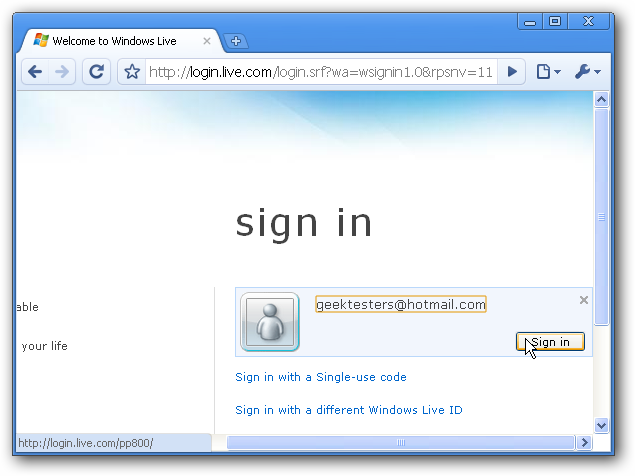 Welcome to Windows Live
http://login.live.com/login.srf?wa=wsignin1.0&rpsnv=11
sign in
able
geektesters@hotmail.com
your life
Sign in
Sign in with a Single-use code
Sign in with a different Windows Live ID
http://login.live.com/pp800/